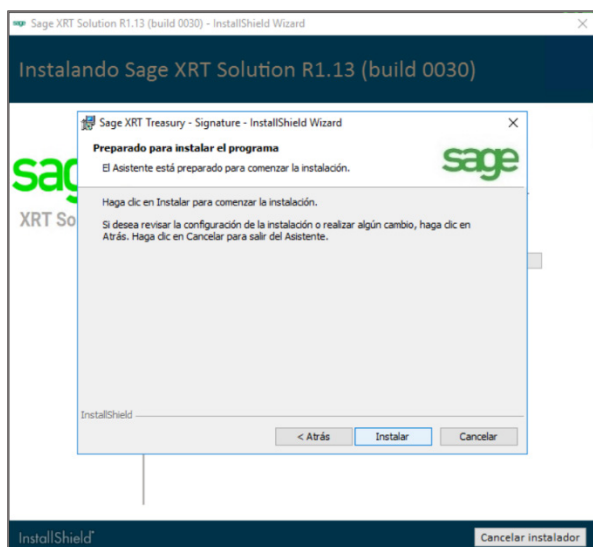 Sage XRT Solution R1.13 (build 0030) - InstallShield Wizard
Instalando Sage XRT Solution R1.13 (build 0030)
Sage XRT Treasury - Signature - InstallShield Wizard
Preparado para instalar el programa
El Asistente está preparado para comenzar la instalación.
sage
sag
XRT So
Haga clic en Instalar para comenzar la instalación.
Si desea revisar la configuración de la instalación o realizar algún cambio, haga clic en
Atrás. Haga clic en Cancelar para salir del Asistente.
InstallShield
< Atrás
Instalar
Cancelar
InstallShield
Cancelar instalador